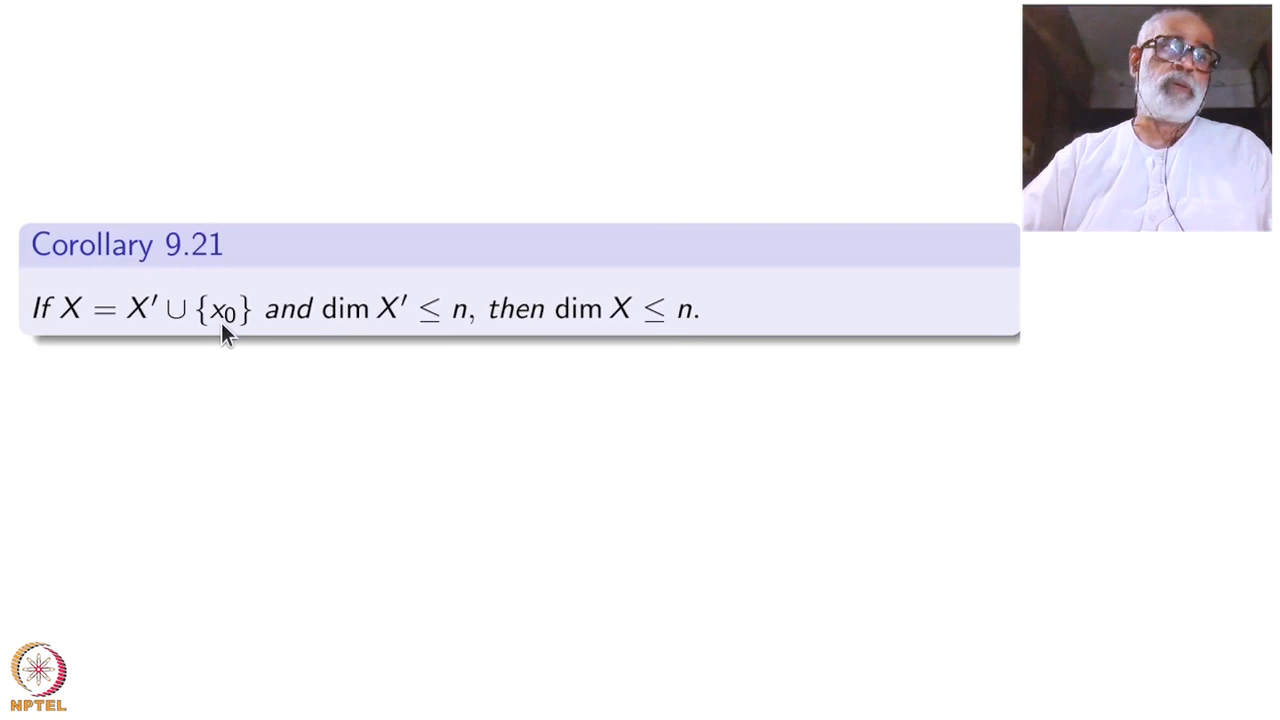 Corollary 9.21
If X = X′ ∪ {x₀} and dim X′ ≤ n, then dim X ≤ n.
NPTEL